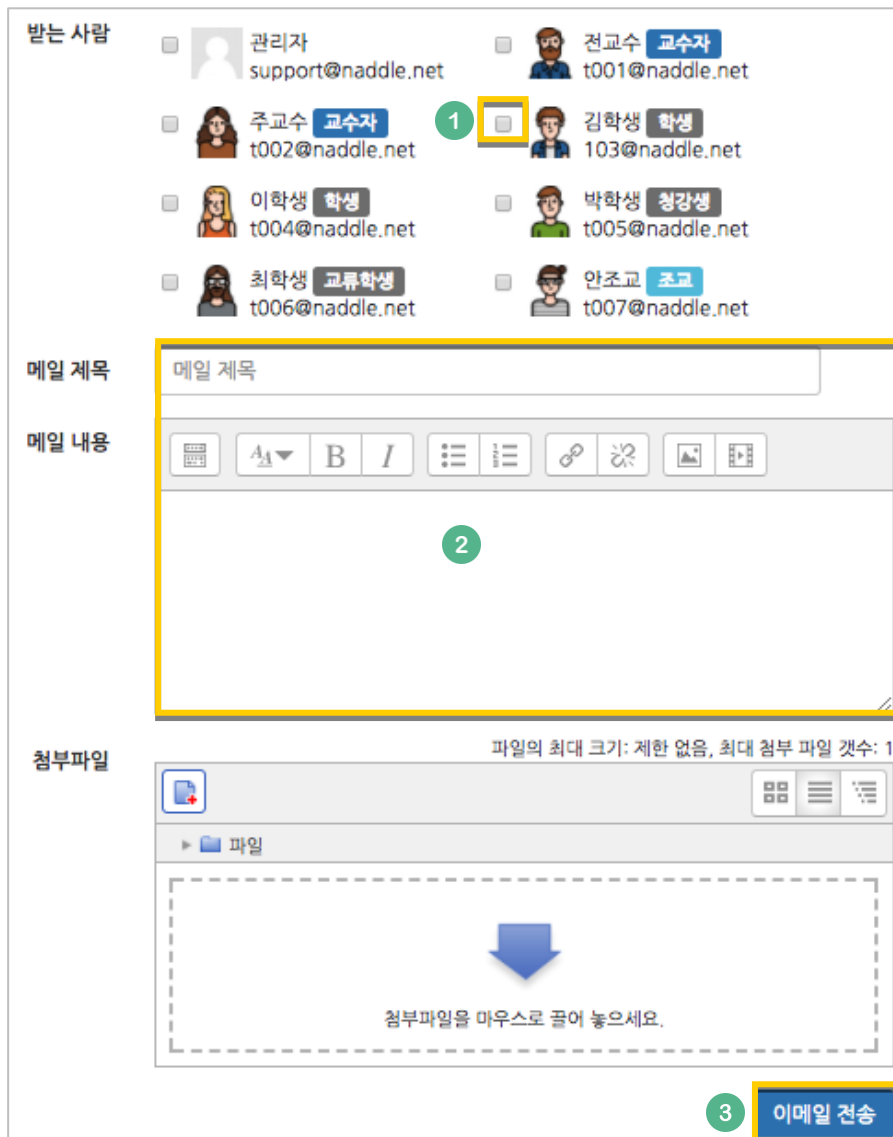 받는 사람
관리자
support@naddle.net
전교수 교수자
t001@naddle.net
주교수 교수자
t002@naddle.net
1
김학생 학생
103@naddle.net
이학생 학생
t004@naddle.net
박학생 청강생
t005@naddle.net
최학생 교류학생
t006@naddle.net
안조교 조교
t007@naddle.net
메일 제목
메일 제목
메일 내용
B I
2
첨부파일
파일의 최대 크기: 제한 없음, 최대 첨부 파일 갯수: 1
파일
첨부파일을 마우스로 끌어 놓으세요.
3 이메일 전송